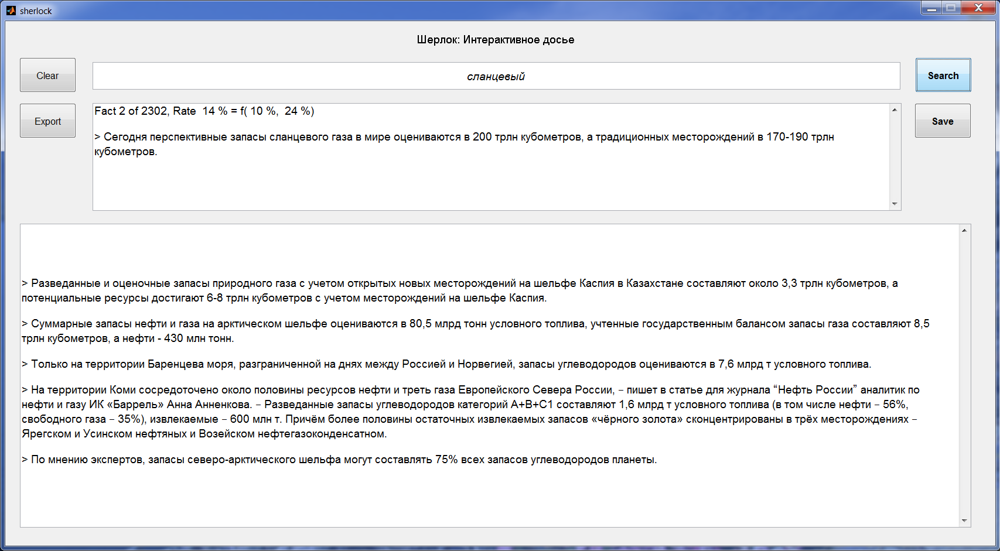 sherlock
Шерлок: Интерактивное досье
Clear
сланцевый
Search
Export
Fact 2 of 2302, Rate  14 % = f( 10 %,  24 %)
Save
> Сегодня перспективные запасы сланцевого газа в мире оцениваются в 200 трлн кубометров, а традиционных месторождений в 170-190 трлн
кубометров.
> Разведанные и оценочные запасы природного газа с учетом открытых новых месторождений на шельфе Каспия в Казахстане составляют около 3,3 трлн кубометров, а
потенциальные ресурсы достигают 6-8 трлн кубометров с учетом месторождений на шельфе Каспия.
> Суммарные запасы нефти и газа на арктическом шельфе оцениваются в 80,5 млрд тонн условного топлива, учтенные государственным балансом запасы газа составляют 8,5
трлн кубометров, а нефти - 430 млн тонн.
> Только на территории Баренцева моря, разграниченной на днях между Россией и Норвегией, запасы углеводородов оцениваются в 7,6 млрд т условного топлива.
> На территории Коми сосредоточено около половины ресурсов нефти и треть газа Европейского Севера России, – пишет в статье для журнала “Нефть России” аналитик по
нефти и газу ИК «Баррель» Анна Анненкова. – Разведанные запасы углеводородов категорий А+В+С1 составляют 1,6 млрд т условного топлива (в том числе нефти – 56%,
свободного газа – 35%), извлекаемые – 600 млн т. Причём более половины остаточных извлекаемых запасов «чёрного золота» сконцентрированы в трёх месторождениях –
Ярегском и Усинском нефтяных и Возейском нефтегазоконденсатном.
> По мнению экспертов, запасы северо-арктического шельфа могут составлять 75% всех запасов углеводородов планеты.